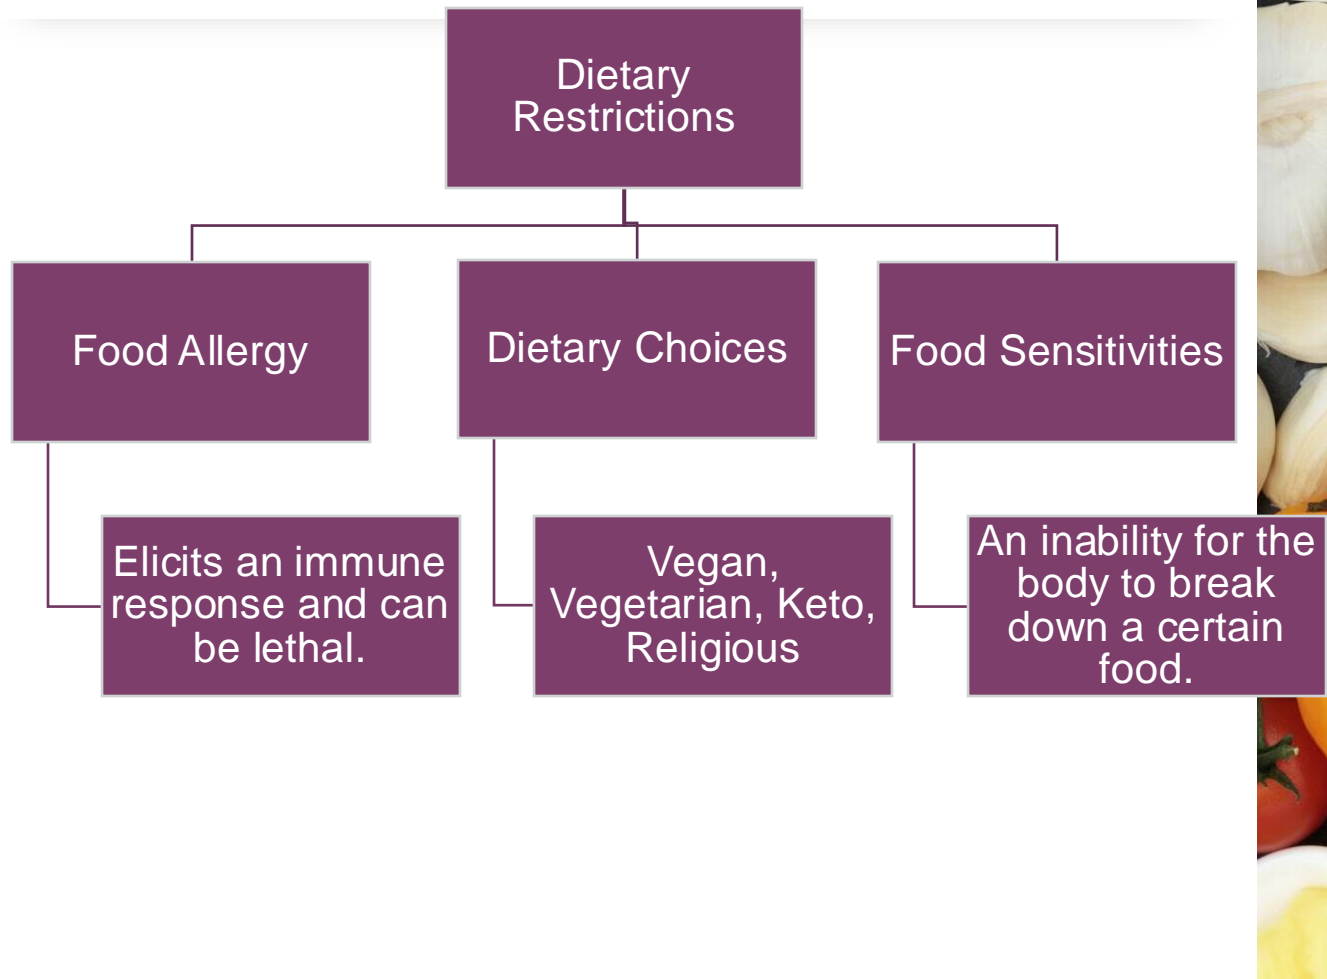 Dietary
Restrictions
Food Allergy
Dietary Choices
Food Sensitivities
Elicits an immune
response and can
be lethal.
Vegan,
Vegetarian, Keto,
Religious
An inability for the
body to break
down a certain
food.